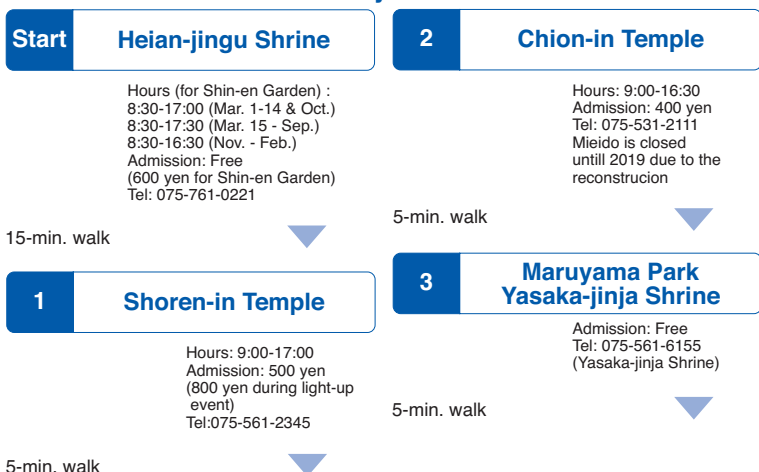 Start
Heian-jingu Shrine
Hours (for Shin-en Garden) :
8:30-17:00 (Mar. 1-14 & Oct.)
8:30-17:30 (Mar. 15 - Sep.)
8:30-16:30 (Nov. - Feb.)
Admission: Free
(600 yen for Shin-en Garden)
Tel: 075-761-0221
15-min. walk
1
Shoren-in Temple
Hours: 9:00-17:00
Admission: 500 yen
(800 yen during light-up
event)
Tel:075-561-2345
5-min. walk
2
Chion-in Temple
Hours: 9:00-16:30
Admission: 400 yen
Tel: 075-531-2111
Mieido is closed
untill 2019 due to the
reconstrucion
5-min. walk
3
Maruyama Park
Yasaka-jinja Shrine
Admission: Free
Tel: 075-561-6155
(Yasaka-jinja Shrine)
5-min. walk